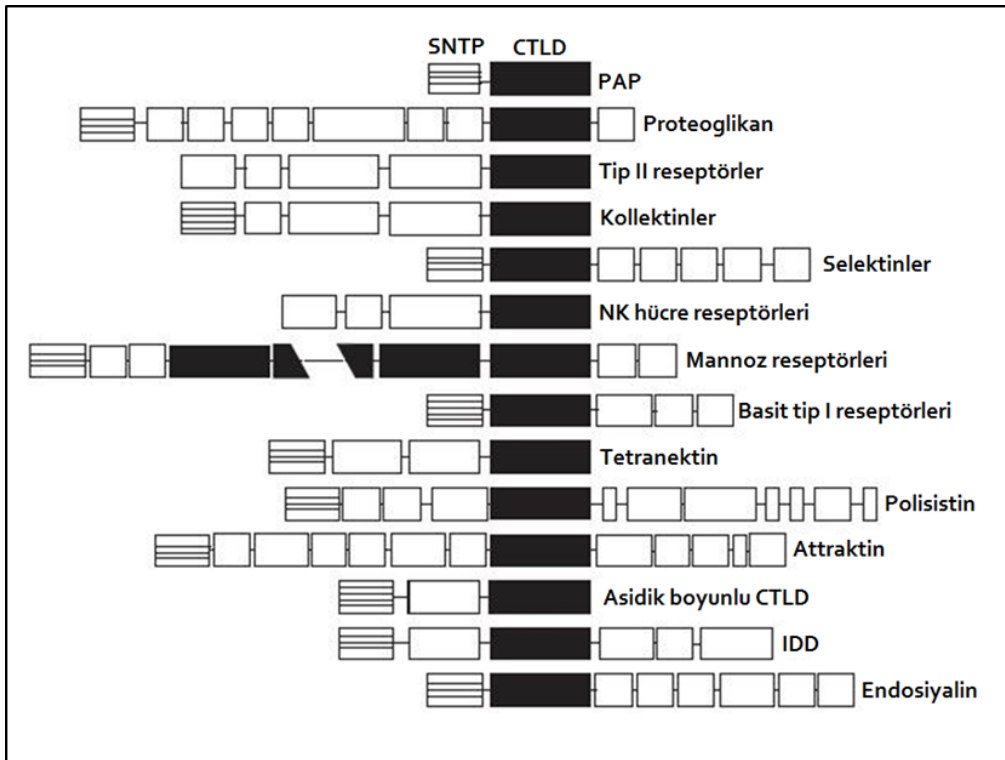 SNTP CTLD
PAP
Proteoglikan
Tip II reseptörler
Kollektinler
Selektinler
NK hücre reseptörleri
Mannoz reseptörleri
Basit tip I reseptörleri
Tetranektin
Polisistin
Attraktin
Asidik boyunlu CTLD
IDD
Endosiyalin